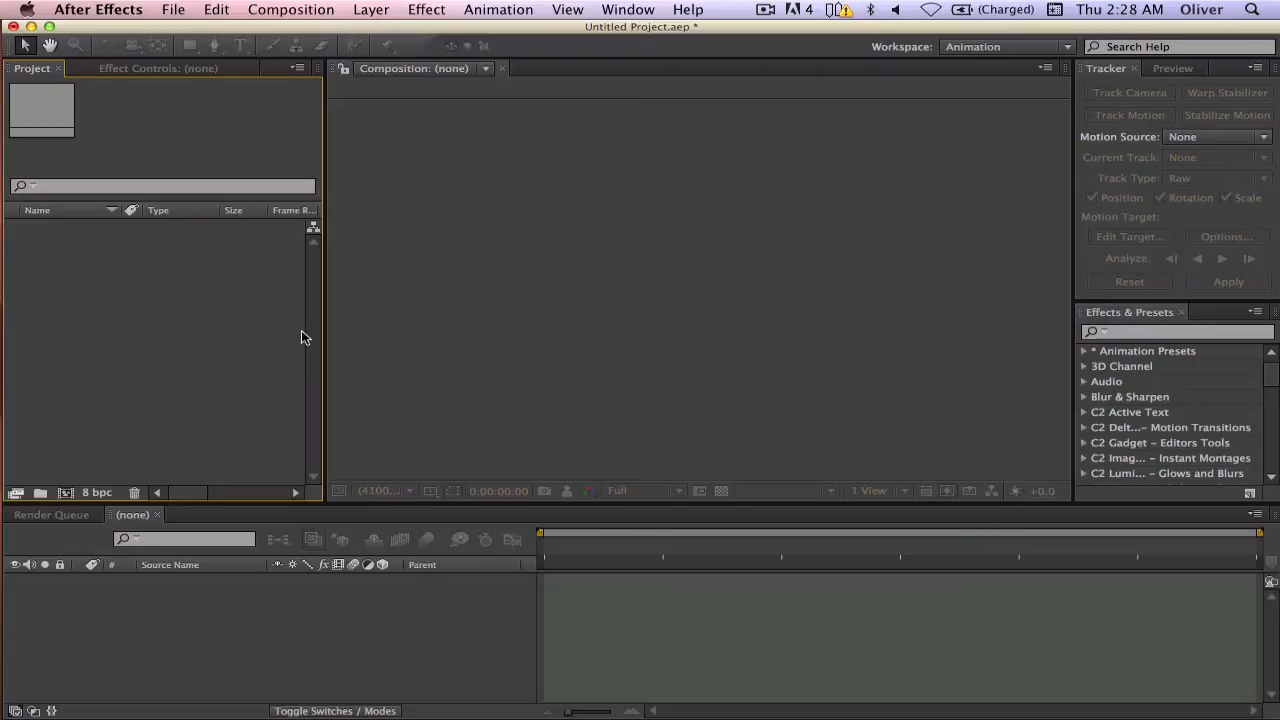 After Effects File Edit Composition Layer Effect Animation View Window Help 4 (Charged) Thu 2:28 AM Oliver
Untitled Project.aep *
Workspace: Animation Search Help
Project Effect Controls: (none) Composition: (none) Tracker Preview
Track Camera Warp Stabilizer
Track Motion Stabilize Motion
Motion Source: None
Current Track: None
Track Type: Raw
Position Rotation Scale
Motion Target:
Edit Target... Options...
Analyze:
Reset Apply
Name Type Size Frame R...
Effects & Presets
* Animation Presets
3D Channel
Audio
Blur & Sharpen
C2 Active Text
C2 Delt...– Motion Transitions
C2 Gadget – Editors Tools
C2 Imag... – Instant Montages
C2 Lumi... – Glows and Blurs
8 bpc (4100... 0:00:00:00 Full 1 View +0.0
Render Queue (none)
# Source Name fx Parent
Toggle Switches / Modes